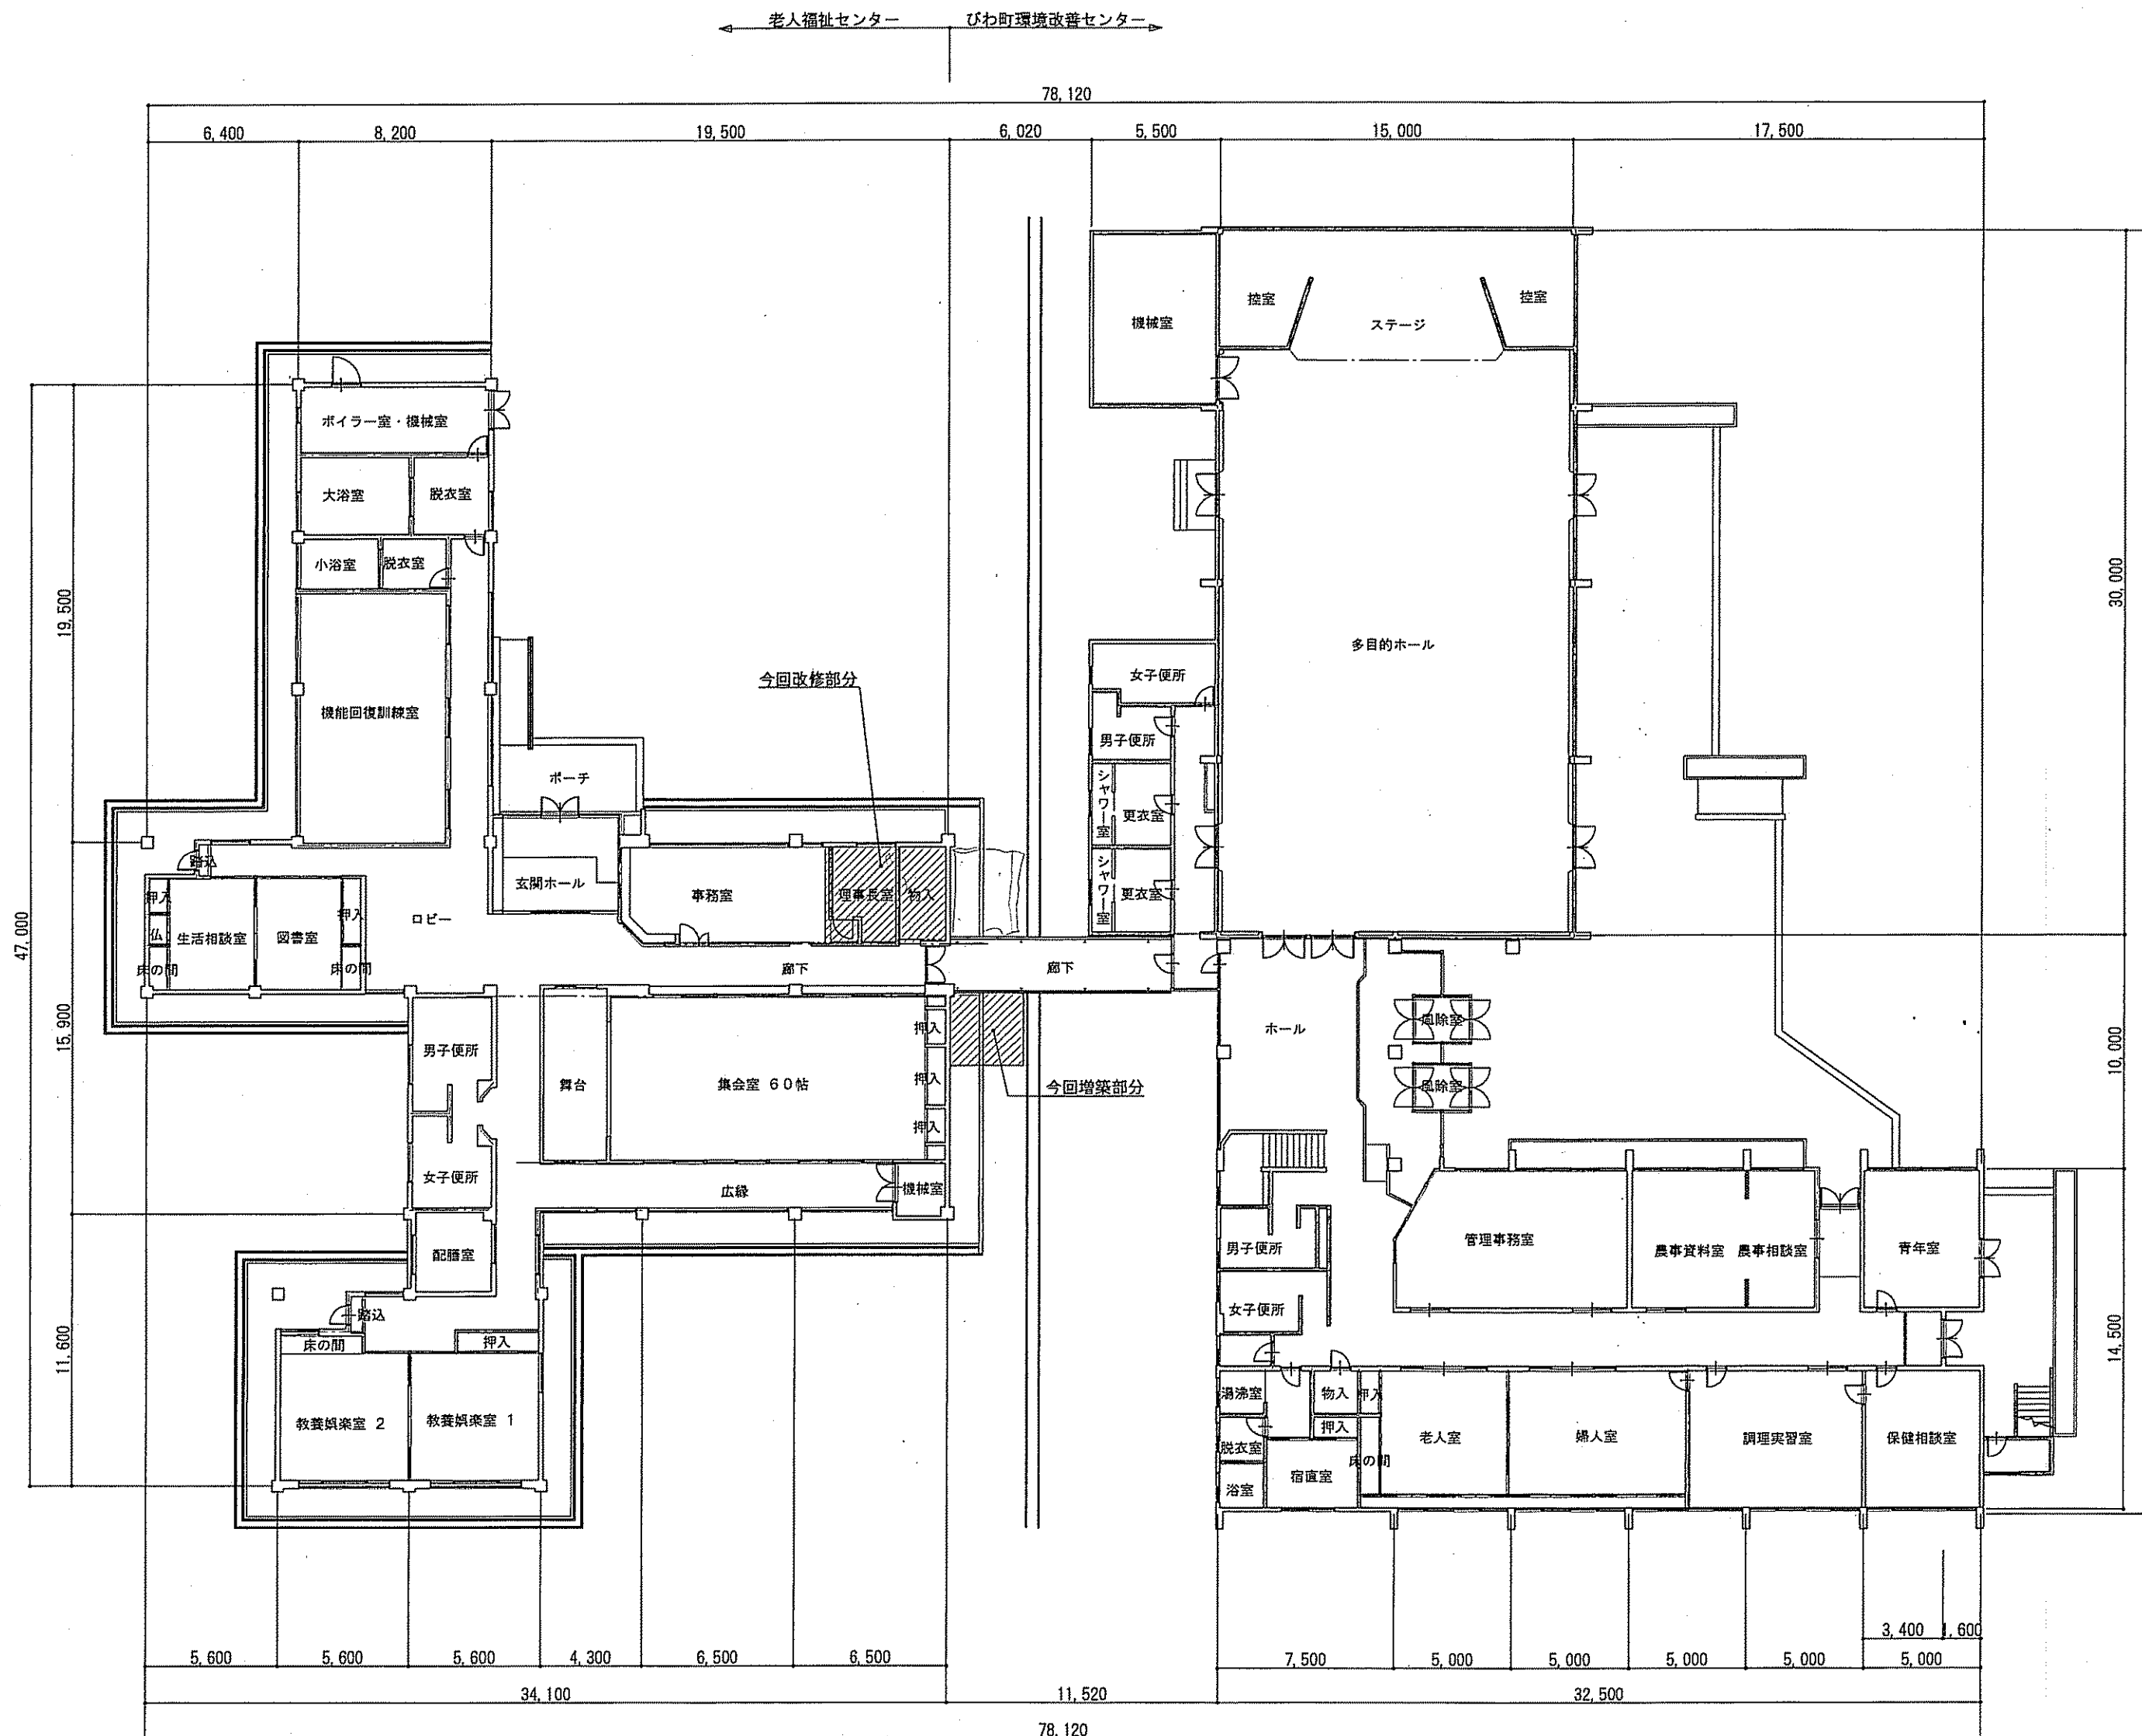 老人福祉センター
びわ町環境改善センター
78,120
6,400
8,200
19,500
6,020
5,500
15,000
17,500
機械室
控室
ステージ
控室
ボイラー室・機械室
大浴室
脱衣室
小浴室
脱衣室
19,500
30,000
機能回復訓練室
多目的ホール
女子便所
今回改修部分
男子便所
ポーチ
シャワー室
更衣室
踏込
玄関ホール
事務室
理事長室
物入
シャワー室
更衣室
押入
仏
床の間
生活相談室
図書室
押入
床の間
ロビー
47,000
廊下
廊下
15,900
男子便所
舞台
集会室 60帖
押入
押入
押入
今回増築部分
ホール
風除室
風除室
10,000
女子便所
広縁
機械室
配膳室
男子便所
管理事務室
農事資料室
農事相談室
青年室
踏込
女子便所
床の間
押入
11,600
14,500
教養娯楽室 2
教養娯楽室 1
湯沸室
物入
押入
脱衣室
押入
老人室
婦人室
調理実習室
保健相談室
床の間
浴室
宿直室
3,400
1,600
5,600
5,600
5,600
4,300
6,500
6,500
7,500
5,000
5,000
5,000
5,000
5,000
34,100
11,520
32,500
78,120